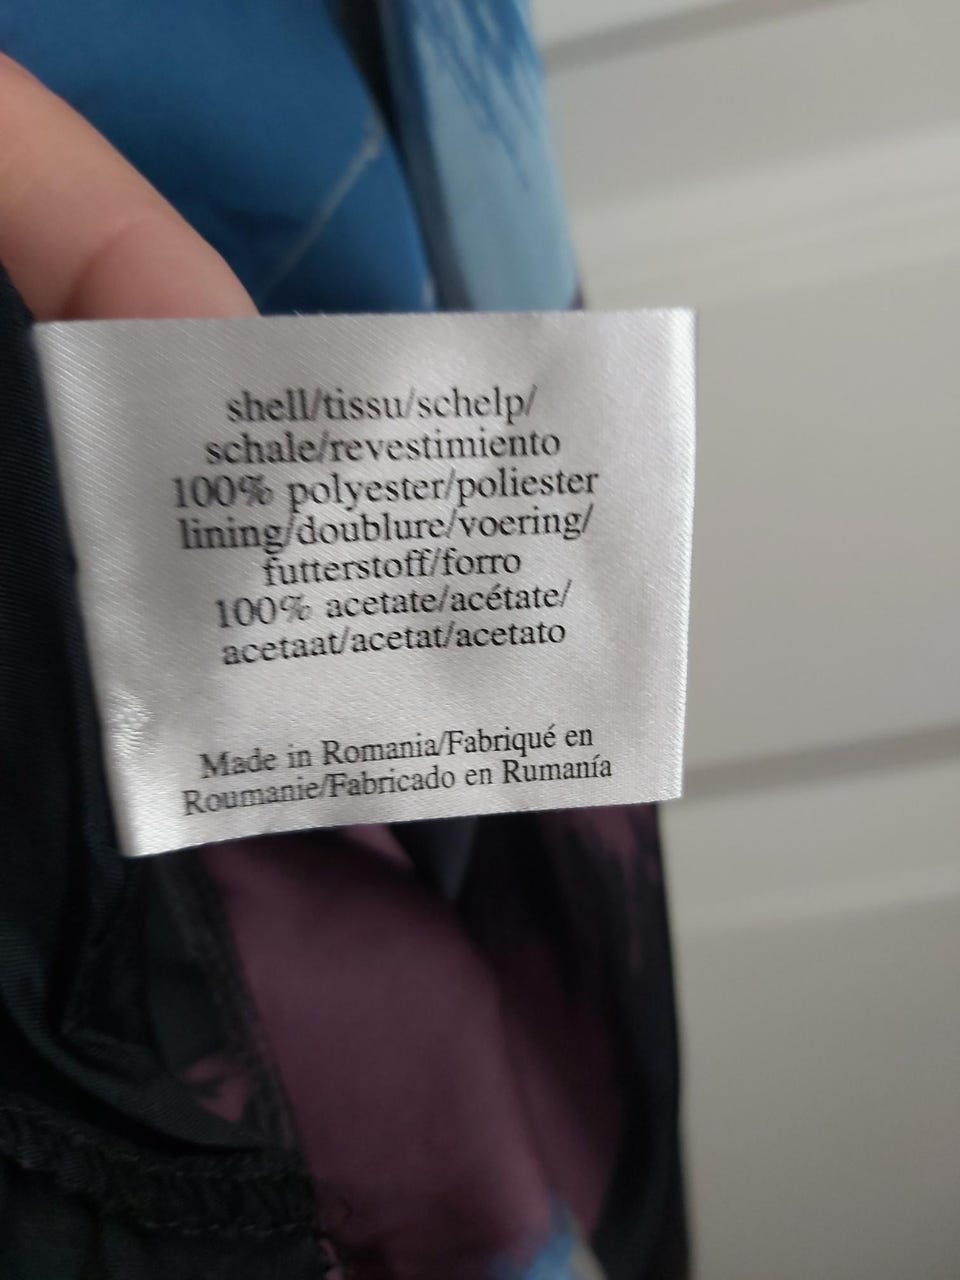 shell/tissu/schelp/
schale/revestimiento
100% polyester/poliester
lining/doublure/voering/
futterstoff/forro
100% acetate/acétate/
acetaat/acetat/acetato
Made in Romania/Fabriqué en
Roumanie/Fabricado en Rumanía